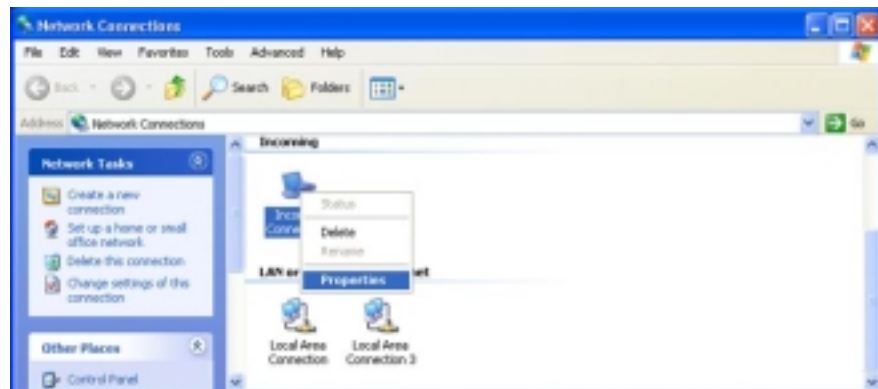 Network Connections
File Edit View Favorites Tools Advanced Help
Back Search Folders
Address Network Connections Go
Incoming
Network Tasks
Create a new
connection
Set up a home or small
office network
Delete this connection
Change settings of this
connection
Status
Delete
Rename
Properties
LAN or
Local Area
Connection
Local Area
Connection 3
Other Places
Control Panel